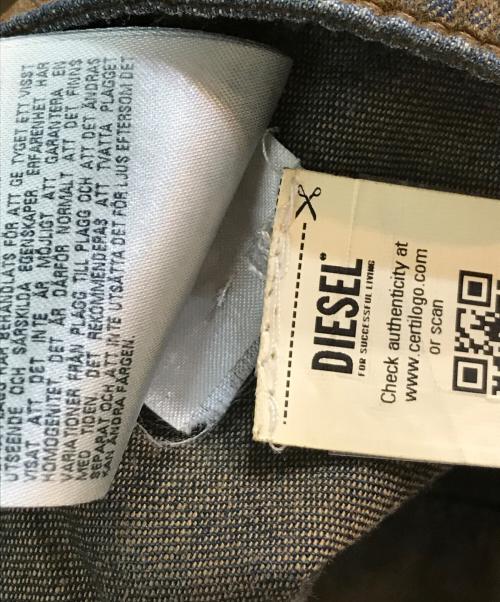 UTSEENDE OCH SÄRSKILDA EGENSKAPER ERFARENHET HAR
VISAT ATT DET INTE ÄR MÖJLIGT ATT GARANTERA EN
HOMOGENITET DET ÄR DÄRFÖR NORMALT ATT DET FINNS
VARIATIONER FRÅN PLAGG TILL PLAGG OCH ATT DET ÄNDRAS
MED TIDEN. DET REKOMMENDERAS ATT TVÄTTA PLAGGET
SEPARAT OCH ATT INTE UTSÄTTA DET FÖR LJUS EFTERSOM DET
KAN ÄNDRA FÄRGEN.
DIESEL®
FOR SUCCESSFUL LIVING
Check authenticity at
www.certilogo.com
or scan